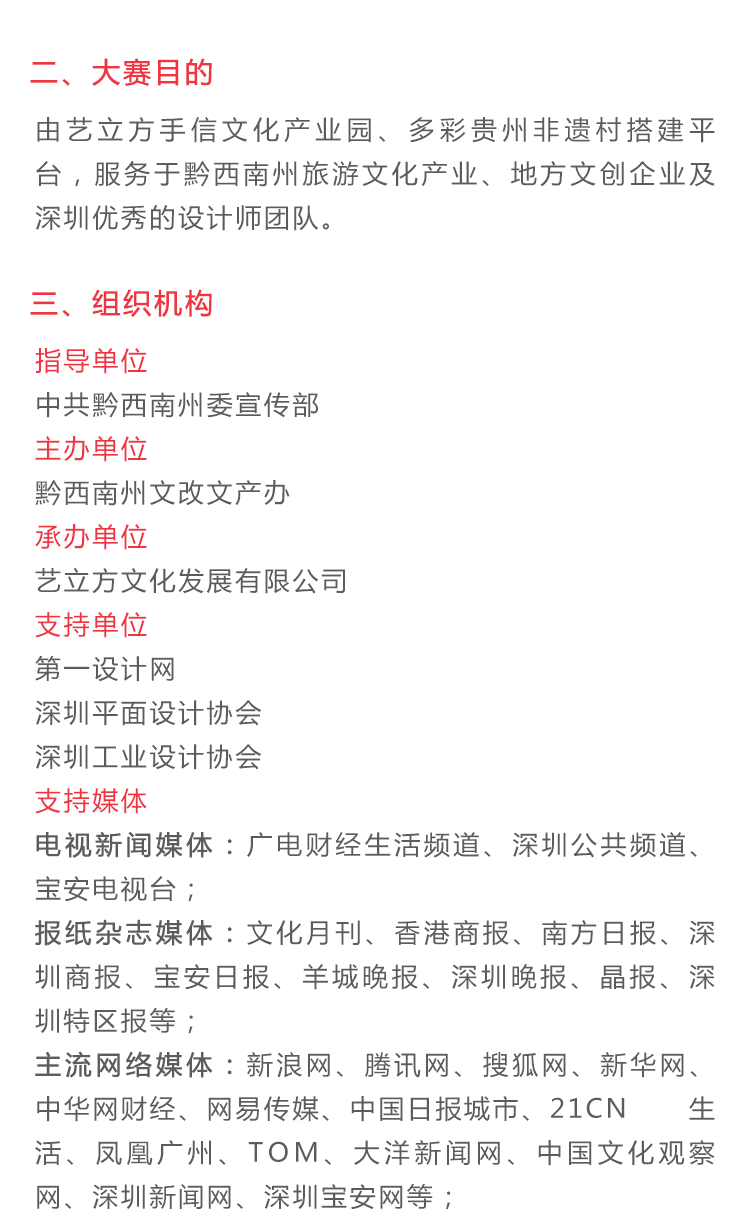 二、大赛目的
由艺立方手信文化产业园、多彩贵州非遗村搭建平
台，服务于黔西南州旅游文化产业、地方文创企业及
深圳优秀的设计师团队。
三、组织机构
指导单位
中共黔西南州委宣传部
主办单位
黔西南州文改文产办
承办单位
艺立方文化发展有限公司
支持单位
第一设计网
深圳平面设计协会
深圳工业设计协会
支持媒体
电视新闻媒体：广电财经生活频道、深圳公共频道、
宝安电视台；
报纸杂志媒体：文化月刊、香港商报、南方日报、深
圳商报、宝安日报、羊城晚报、深圳晚报、晶报、深
圳特区报等；
主流网络媒体：新浪网、腾讯网、搜狐网、新华网、
中华网财经、网易传媒、中国日报城市、21CN 生
活、凤凰广州、TOM、大洋新闻网、中国文化观察
网、深圳新闻网、深圳宝安网等；